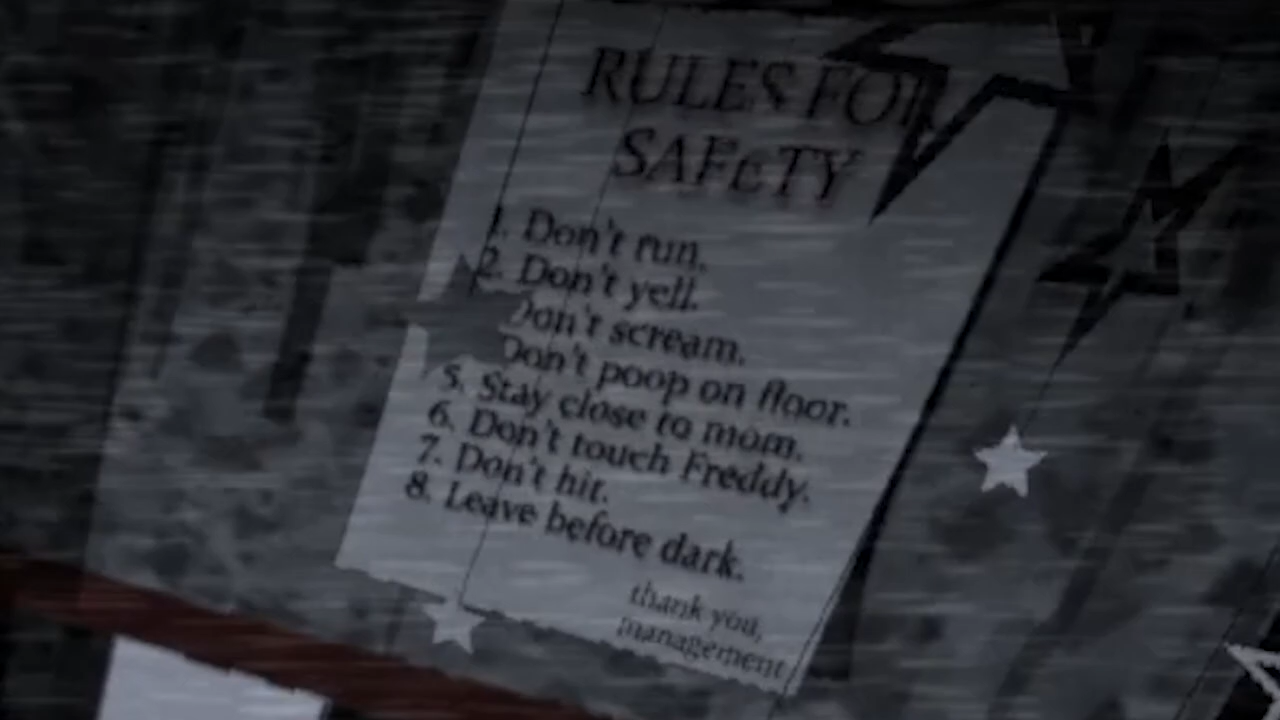 RULES FOR
SAFeTY
1. Don't run.
2. Don't yell.
Don't scream.
Don't poop on floor.
5. Stay close to mom.
6. Don't touch Freddy.
7. Don't hit.
8. Leave before dark.
thank you,
management